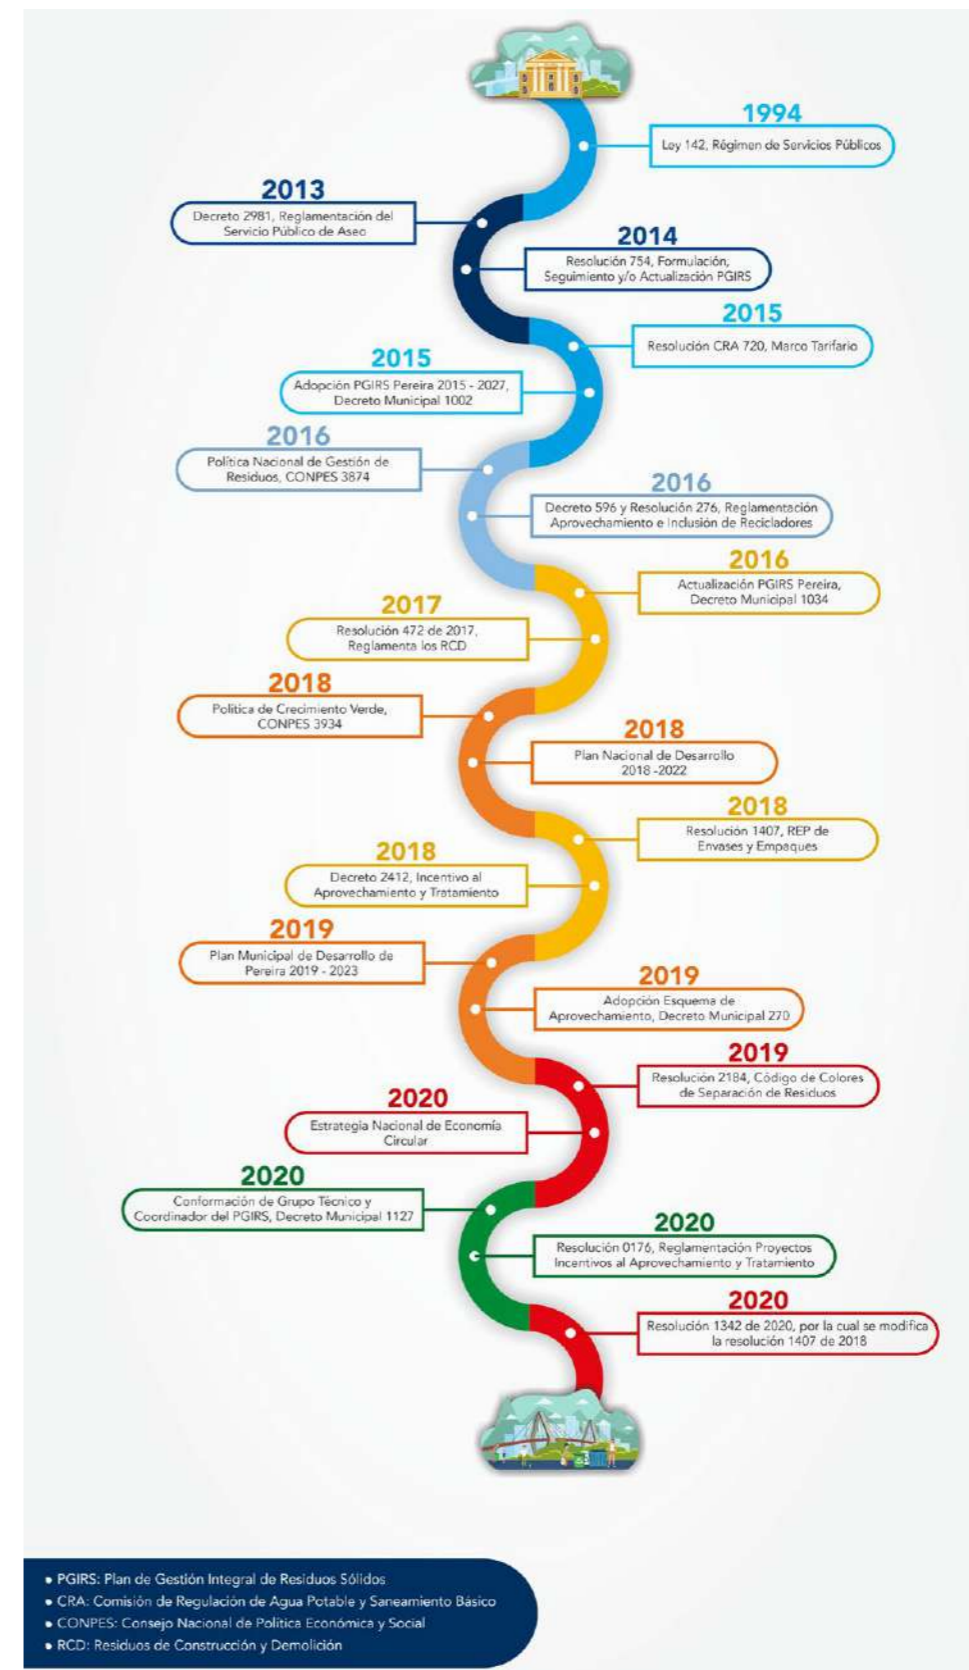 1994
Ley 142, Régimen de Servicios Públicos
2013
Decreto 2981, Reglamentación del
Servicio Público de Aseo
2014
Resolución 754, Formulación,
Seguimiento y/o Actualización PGIRS
2015
Resolución CRA 720, Marco Tarifario
2015
Adopción PGIRS Pereira 2015 - 2027,
Decreto Municipal 1002
2016
Política Nacional de Gestión de
Residuos, CONPES 3874
2016
Decreto 596 y Resolución 276, Reglamentación
Aprovechamiento e Inclusión de Recicladores
2016
Actualización PGIRS Pereira,
Decreto Municipal 1034
2017
Resolución 472 de 2017,
Reglamenta los RCD
2018
Política de Crecimiento Verde,
CONPES 3934
2018
Plan Nacional de Desarrollo
2018 -2022
2018
Resolución 1407, REP de
Envases y Empaques
2018
Decreto 2412, Incentivo al
Aprovechamiento y Tratamiento
2019
Plan Municipal de Desarrollo de
Pereira 2019 - 2023
2019
Adopción Esquema de
Aprovechamiento, Decreto Municipal 270
2019
Resolución 2184, Código de Colores
de Separación de Residuos
2020
Estrategia Nacional de Economía
Circular
2020
Conformación de Grupo Técnico y
Coordinador del PGIRS, Decreto Municipal 1127
2020
Resolución 0176, Reglamentación Proyectos
Incentivos al Aprovechamiento y Tratamiento
2020
Resolución 1342 de 2020, por la cual se modifica
la resolución 1407 de 2018
• PGIRS: Plan de Gestión Integral de Residuos Sólidos
• CRA: Comisión de Regulación de Agua Potable y Saneamiento Básico
• CONPES: Consejo Nacional de Política Económica y Social
• RCD: Residuos de Construcción y Demolición